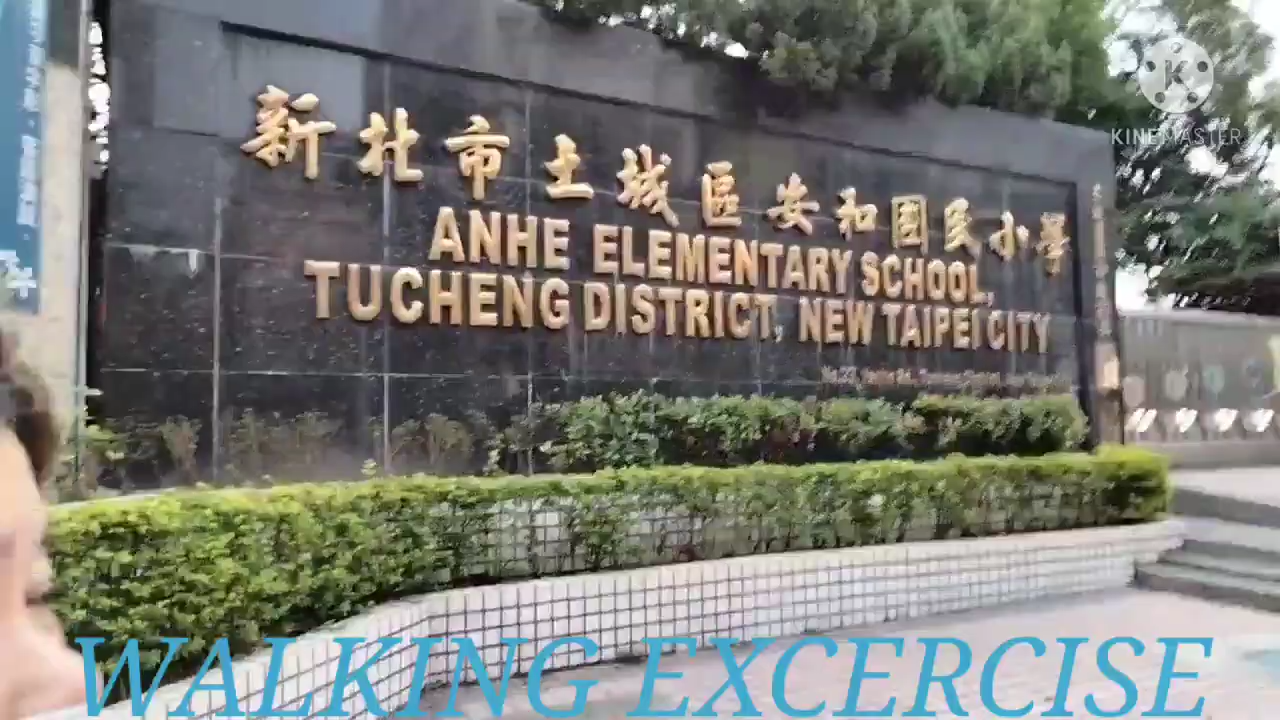 新北市土城區安和國民小學
ANHE ELEMENTARY SCHOOL,
TUCHENG DISTRICT, NEW TAIPEI CITY
K
KINEMASTER
WALKING EXCERCISE